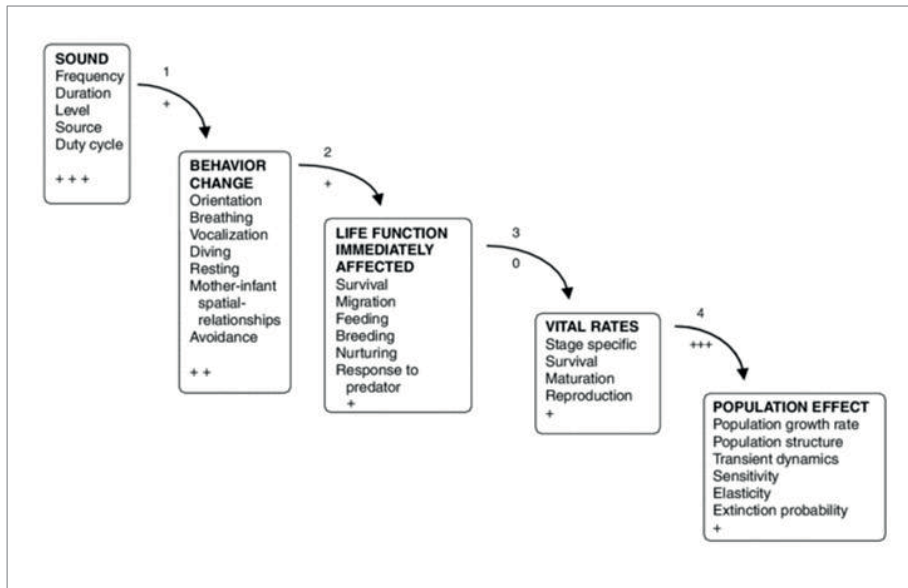 SOUND
Frequency
Duration
Level
Source
Duty cycle
+ + +
1
+
BEHAVIOR
CHANGE
Orientation
Breathing
Vocalization
Diving
Resting
Mother-infant
spatial-
relationships
Avoidance
+ +
2
+
LIFE FUNCTION
IMMEDIATELY
AFFECTED
Survival
Migration
Feeding
Breeding
Nurturing
Response to
predator
+
3
0
VITAL RATES
Stage specific
Survival
Maturation
Reproduction
+
4
+++
POPULATION EFFECT
Population growth rate
Population structure
Transient dynamics
Sensitivity
Elasticity
Extinction probability
+